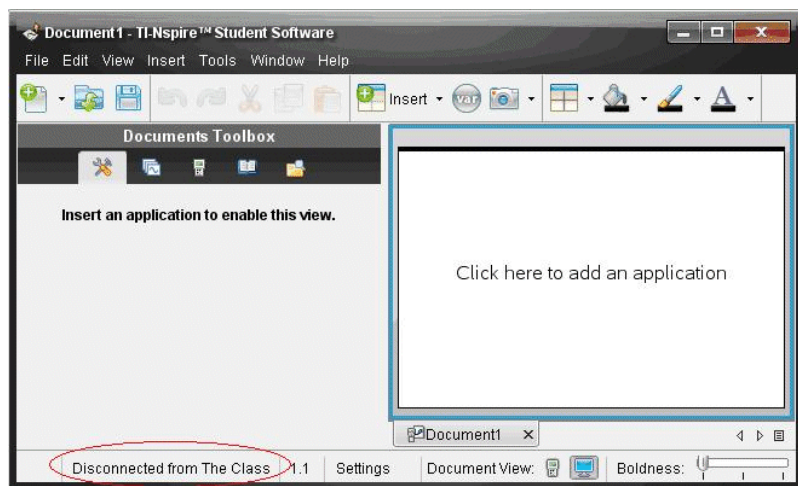 Document1 - TI-Nspire™ Student Software
File Edit View Insert Tools Window Help
Insert var A
Documents Toolbox
Insert an application to enable this view.
Click here to add an application
Document1
Disconnected from The Class 1.1 Settings Document View: Boldness: